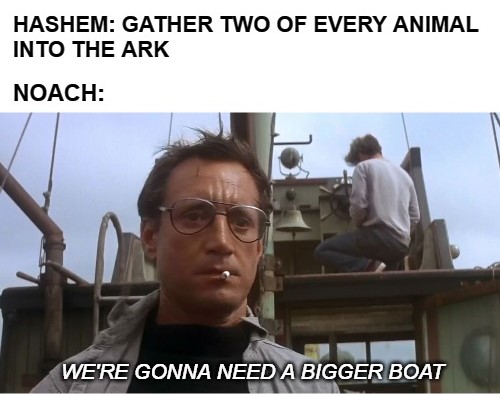 HASHEM: GATHER TWO OF EVERY ANIMAL
INTO THE ARK
NOACH:
WE'RE GONNA NEED A BIGGER BOAT